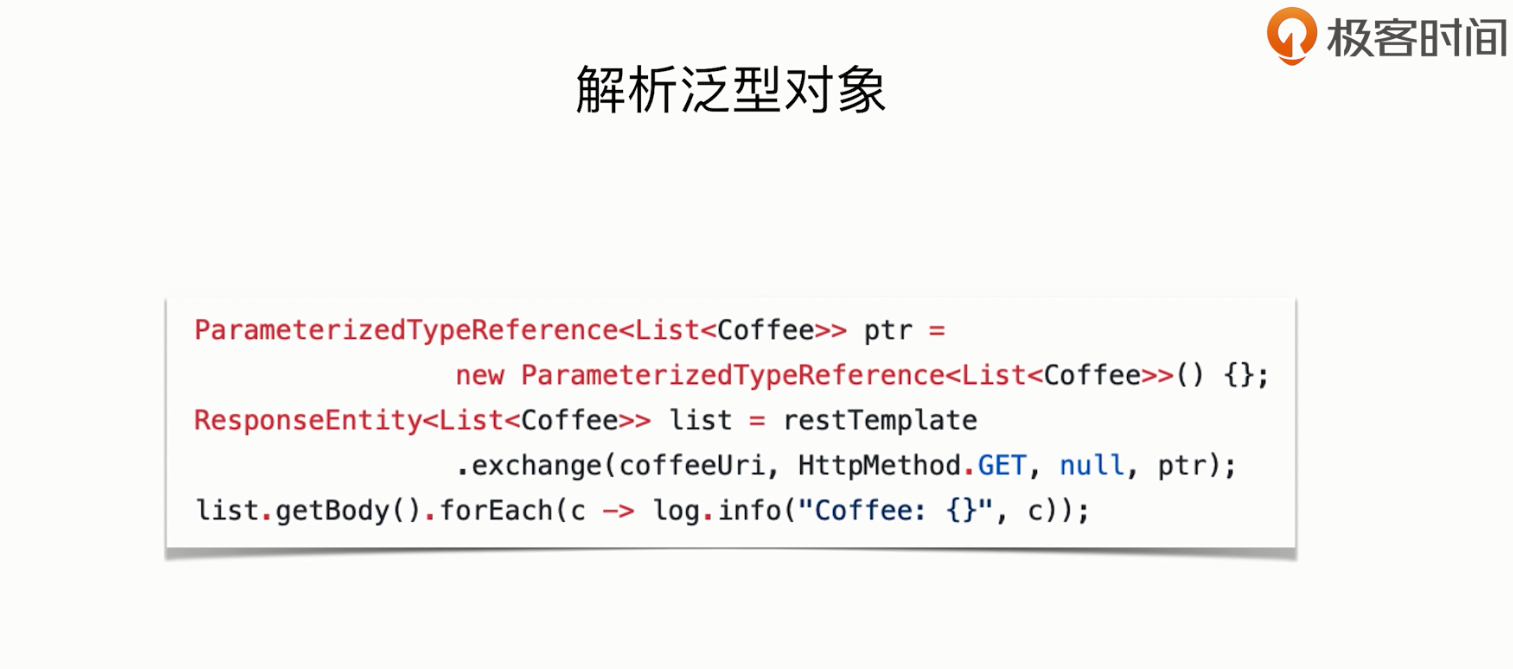 极客时间
解析泛型对象
ParameterizedTypeReference<List<Coffee>> ptr =
new ParameterizedTypeReference<List<Coffee>>() {};
ResponseEntity<List<Coffee>> list = restTemplate
.exchange(coffeeUri, HttpMethod.GET, null, ptr);
list.getBody().forEach(c -> log.info("Coffee: {}", c));